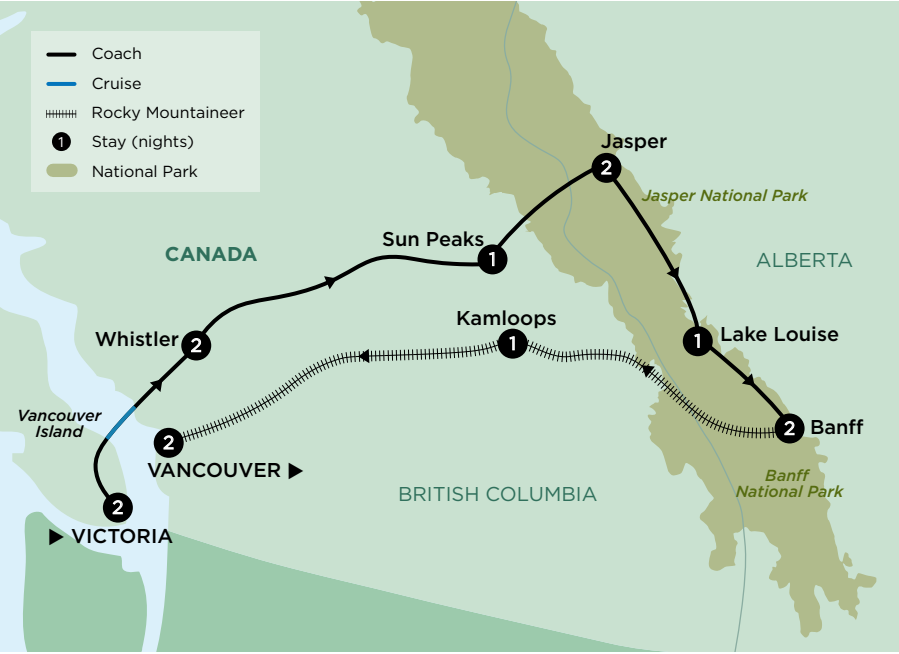 Coach
Cruise
Rocky Mountaineer
1 Stay (nights)
National Park
Jasper
2
Jasper National Park
CANADA
Sun Peaks
1
ALBERTA
Kamloops
1
Whistler
2
1
Lake Louise
Vancouver
Island
2
VANCOUVER
2
Banff
Banff
National Park
BRITISH COLUMBIA
2
VICTORIA